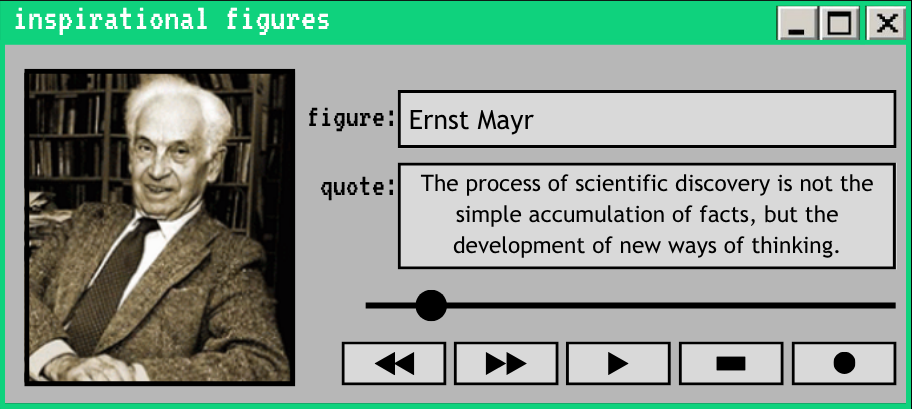 inspirational figures
figure:
Ernst Mayr
quote:
The process of scientific discovery is not the
simple accumulation of facts, but the
development of new ways of thinking.